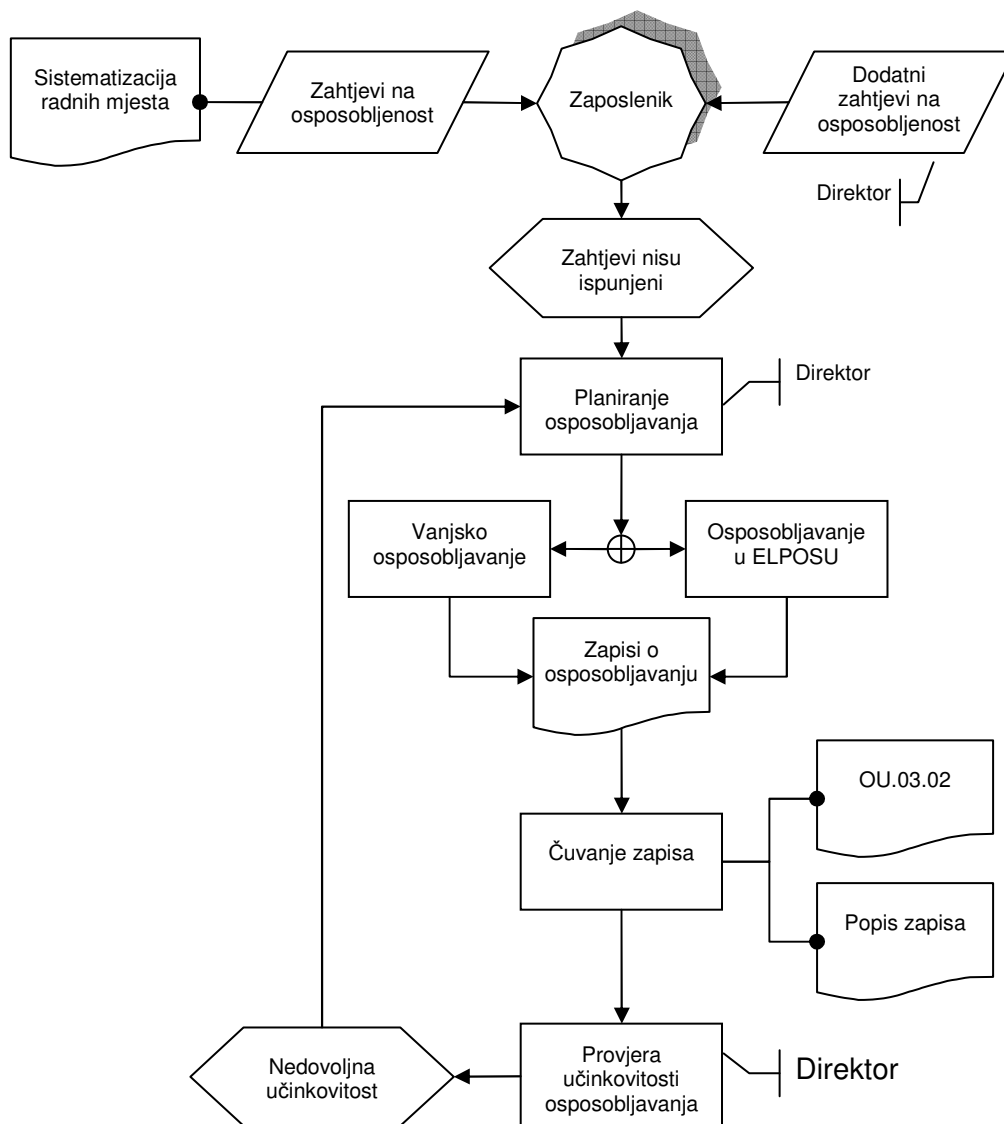 Sistematizacija
radnih mjesta
Zahtjevi na
osposobljenost
Zaposlenik
Dodatni
zahtjevi na
osposobljenost
Direktor
Zahtjevi nisu
ispunjeni
Planiranje
osposobljavanja
Direktor
Vanjsko
osposobljavanje
Osposobljavanje
u ELPOSU
Zapisi o
osposobljavanju
OU.03.02
Čuvanje zapisa
Popis zapisa
Nedovoljna
učinkovitost
Provjera
učinkovitosti
osposobljavanja
Direktor